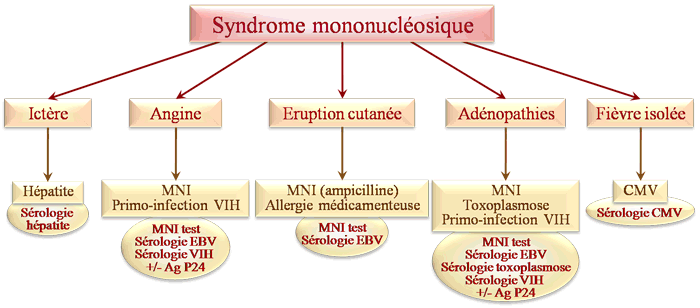 Syndrome mononucléosique
Ictère
Angine
Eruption cutanée
Adénopathies
Fièvre isolée
Hépatite
Sérologie
hépatite
MNI
Primo-infection VIH
MNI test
Sérologie EBV
Sérologie VIH
+/- Ag P24
MNI (ampicilline)
Allergie médicamenteuse
MNI test
Sérologie EBV
MNI
Toxoplasmose
Primo-infection VIH
MNI test
Sérologie EBV
Sérologie toxoplasmose
Sérologie VIH
+/- Ag P24
CMV
Sérologie CMV